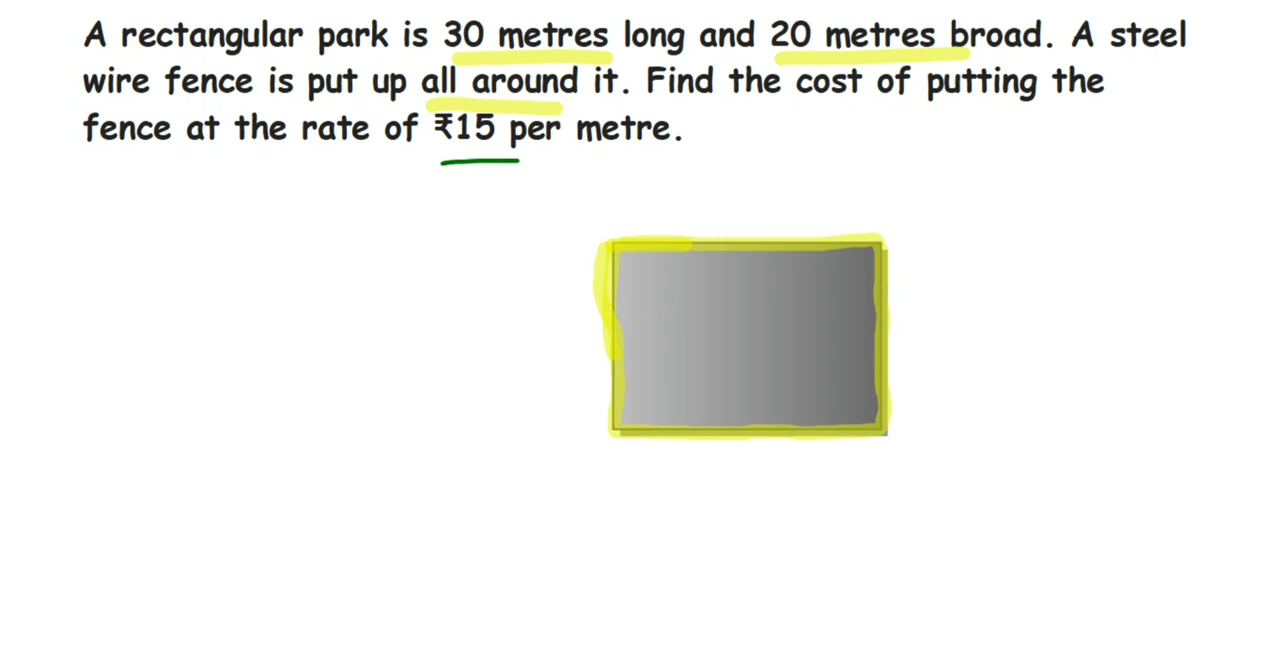 A rectangular park is 30 metres long and 20 metres broad. A steel
wire fence is put up all around it. Find the cost of putting the
fence at the rate of ₹15 per metre.